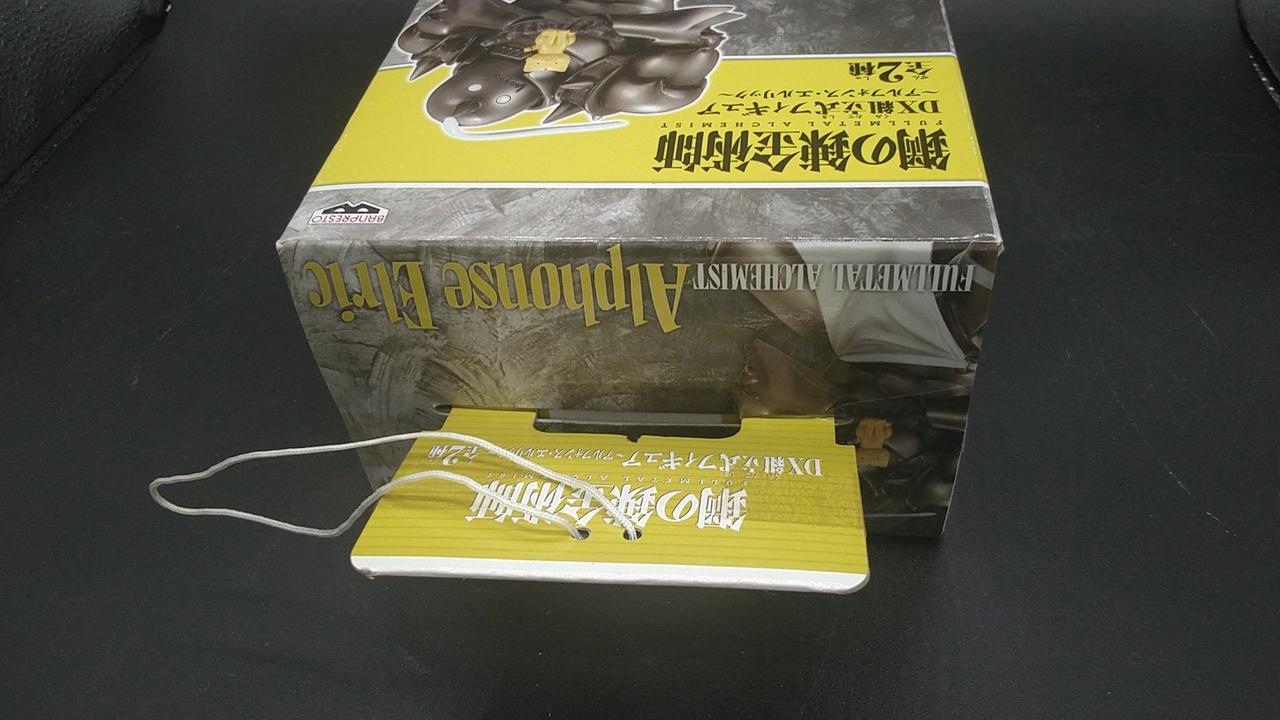 鋼の錬金術師
FULLMETAL ALCHEMIST
DX組立式フィギュア
～アルフォンス・エルリック～
全2種
BANPRESTO
FULLMETAL ALCHEMIST
Alphonse Elric
鋼の錬金術師
FULLMETAL ALCHEMIST
DX組立式フィギュア～アルフォンス・エルリック～
全2種